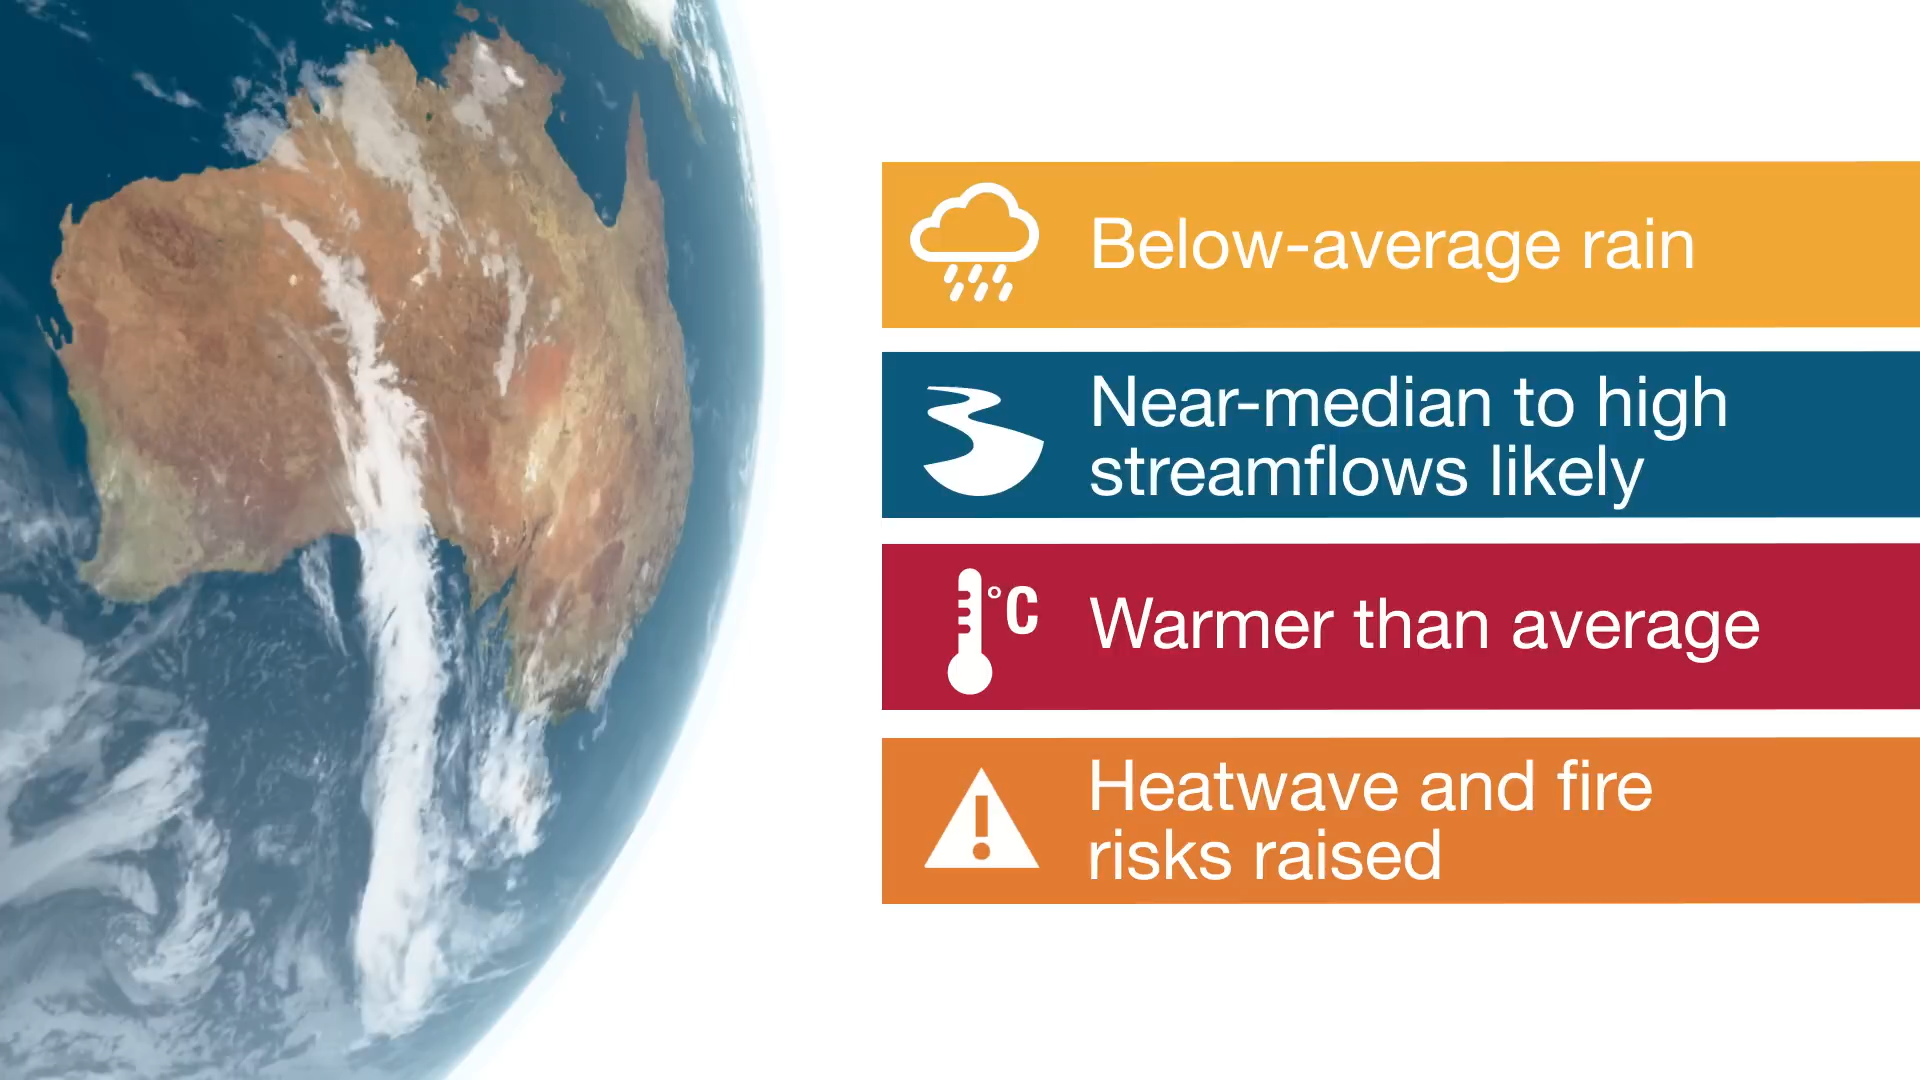 Below-average rain
Near-median to high
streamflows likely
°C
Warmer than average
Heatwave and fire
risks raised